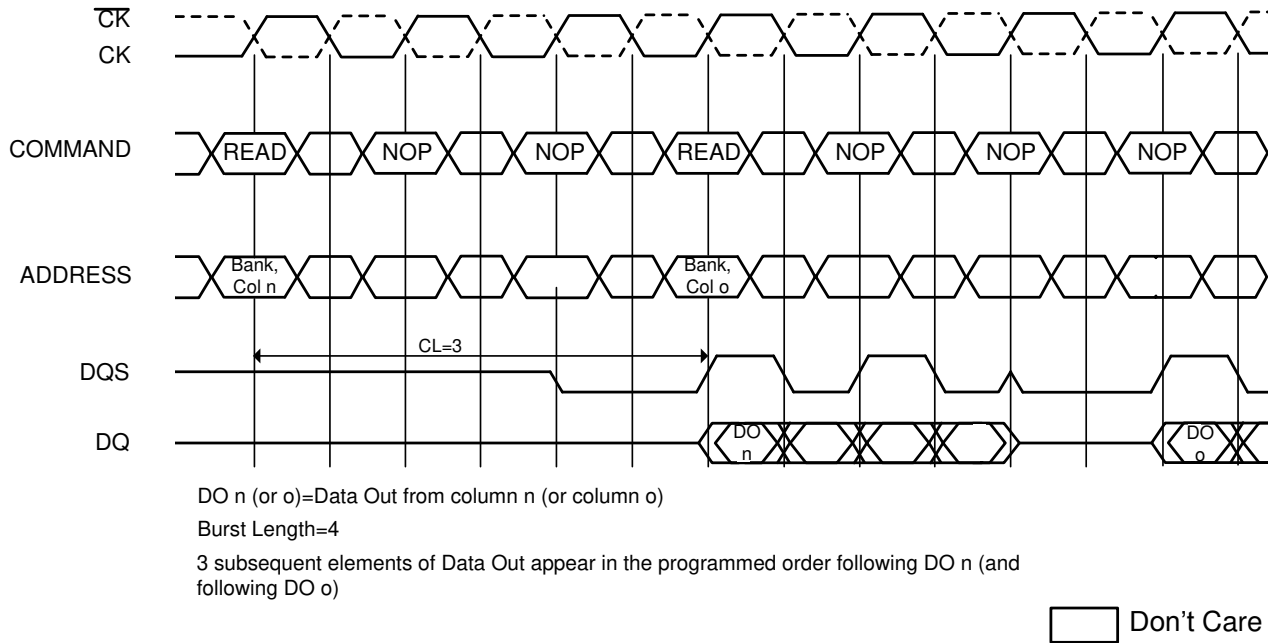 CK
CK
COMMAND
READ NOP NOP READ NOP NOP NOP
ADDRESS
Bank,
Col n
Bank,
Col o
CL=3
DQS
DQ
DO
n
DO
o
DO n (or o)=Data Out from column n (or column o)
Burst Length=4
3 subsequent elements of Data Out appear in the programmed order following DO n (and
following DO o)
Don't Care